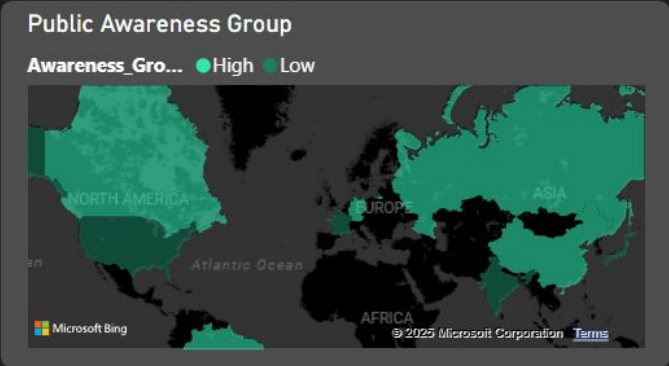 Public Awareness Group
Awareness_Gro... High Low
NORTH AMERICA
EUROPE
ASIA
an
Atlantic Ocean
AFRICA
Microsoft Bing
© 2025 Microsoft Corporation Terms